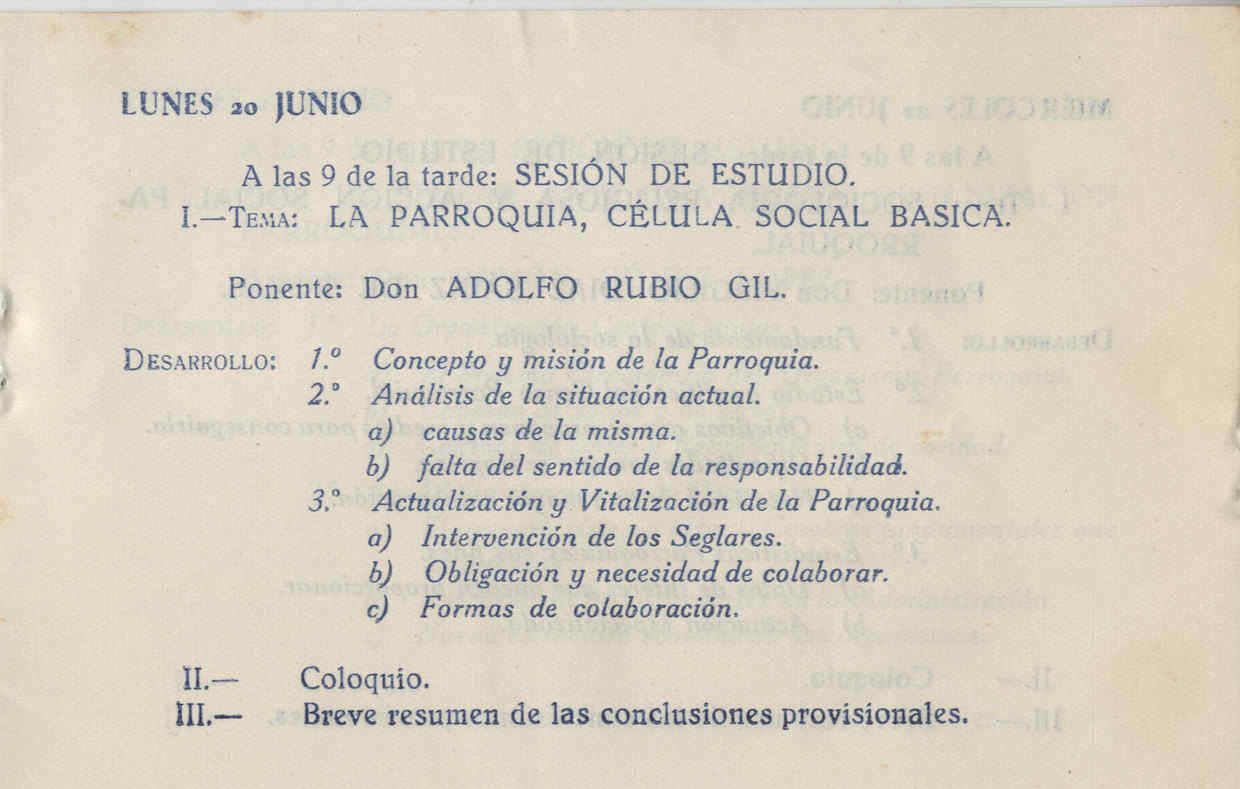 LUNES 20 JUNIO
A las 9 de la tarde: SESIÓN DE ESTUDIO.
I.—TEMA: LA PARROQUIA, CÉLULA SOCIAL BASICA.
Ponente: Don ADOLFO RUBIO GIL.
DESARROLLO: 1.º Concepto y misión de la Parroquia.
2.º Análisis de la situación actual.
a) causas de la misma.
b) falta del sentido de la responsabilidad.
3.º Actualización y Vitalización de la Parroquia.
a) Intervención de los Seglares.
b) Obligación y necesidad de colaborar.
c) Formas de colaboración.
II.— Coloquio.
III.— Breve resumen de las conclusiones provisionales.